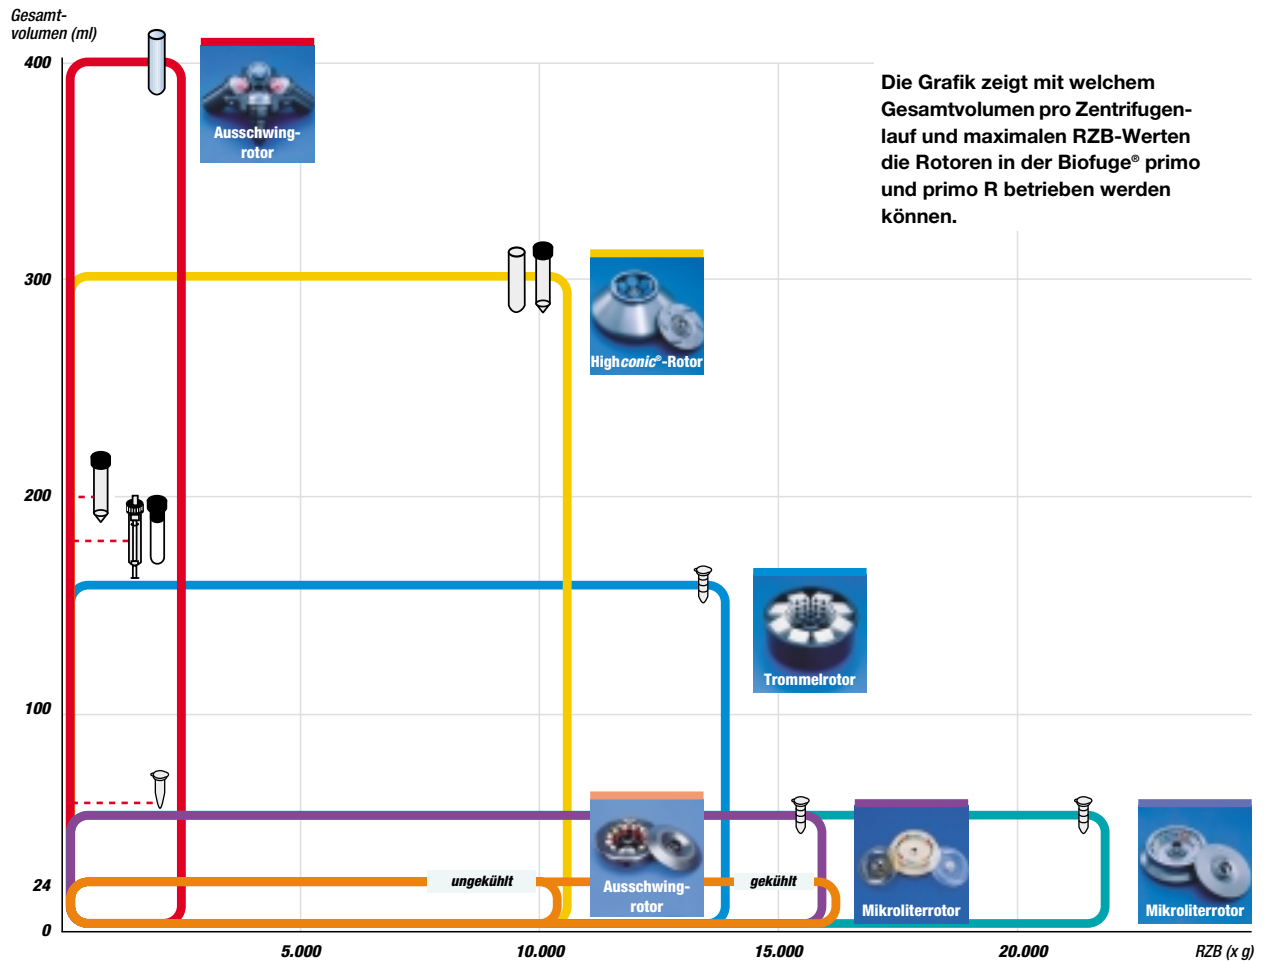 Gesamt-
volumen (ml)
400
300
200
100
24
0
Ausschwing-
rotor
Die Grafik zeigt mit welchem
Gesamtvolumen pro Zentrifugen-
lauf und maximalen RZB-Werten
die Rotoren in der Biofuge® primo
und primo R betrieben werden
können.
Highconic®-Rotor
Trommelrotor
ungekühlt
Ausschwing-
rotor
gekühlt
Mikroliterrotor
Mikroliterrotor
5.000
10.000
15.000
20.000
RZB (x g)